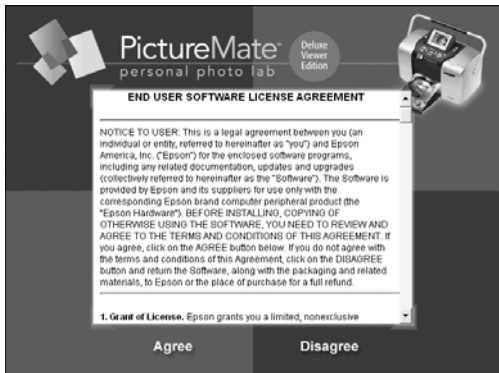 PictureMate™
Deluxe
Viewer
Edition
personal photo lab
END USER SOFTWARE LICENSE AGREEMENT
NOTICE TO USER: This is a legal agreement between you (an
individual or entity, referred to hereinafter as "you") and Epson
America, Inc. ("Epson") for the enclosed software programs,
including any related documentation, updates and upgrades
(collectively referred to hereinafter as the "Software"). The Software is
provided by Epson and its suppliers for use only with the
corresponding Epson brand computer peripheral product (the
"Epson Hardware"). BEFORE INSTALLING, COPYING OF
OTHERWISE USING THE SOFTWARE, YOU NEED TO REVIEW AND
AGREE TO THE TERMS AND CONDITIONS OF THIS AGREEMENT. If
you agree, click on the AGREE button below. If you do not agree with
the terms and conditions of this Agreement, click on the DISAGREE
button and return the Software, along with the packaging and related
materials, to Epson or the place of purchase for a full refund.
1. Grant of License. Epson grants you a limited, nonexclusive
Agree
Disagree